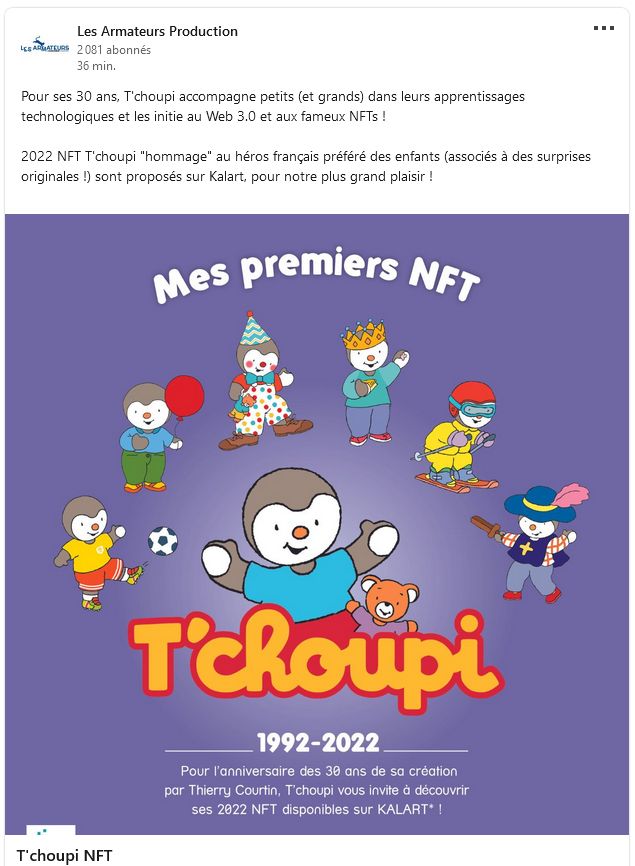 Les Armateurs Production
LES ARMATEURS
2 081 abonnés
36 min.
Pour ses 30 ans, T'choupi accompagne petits (et grands) dans leurs apprentissages
technologiques et les initie au Web 3.0 et aux fameux NFTs !
2022 NFT T'choupi "hommage" au héros français préféré des enfants (associés à des surprises
originales !) sont proposés sur Kalart, pour notre plus grand plaisir !
Mes premiers NFT
T'choupi
1992-2022
Pour l'anniversaire des 30 ans de sa création
par Thierry Courtin, T'choupi vous invite à découvrir
ses 2022 NFT disponibles sur KALART* !
T'choupi NFT